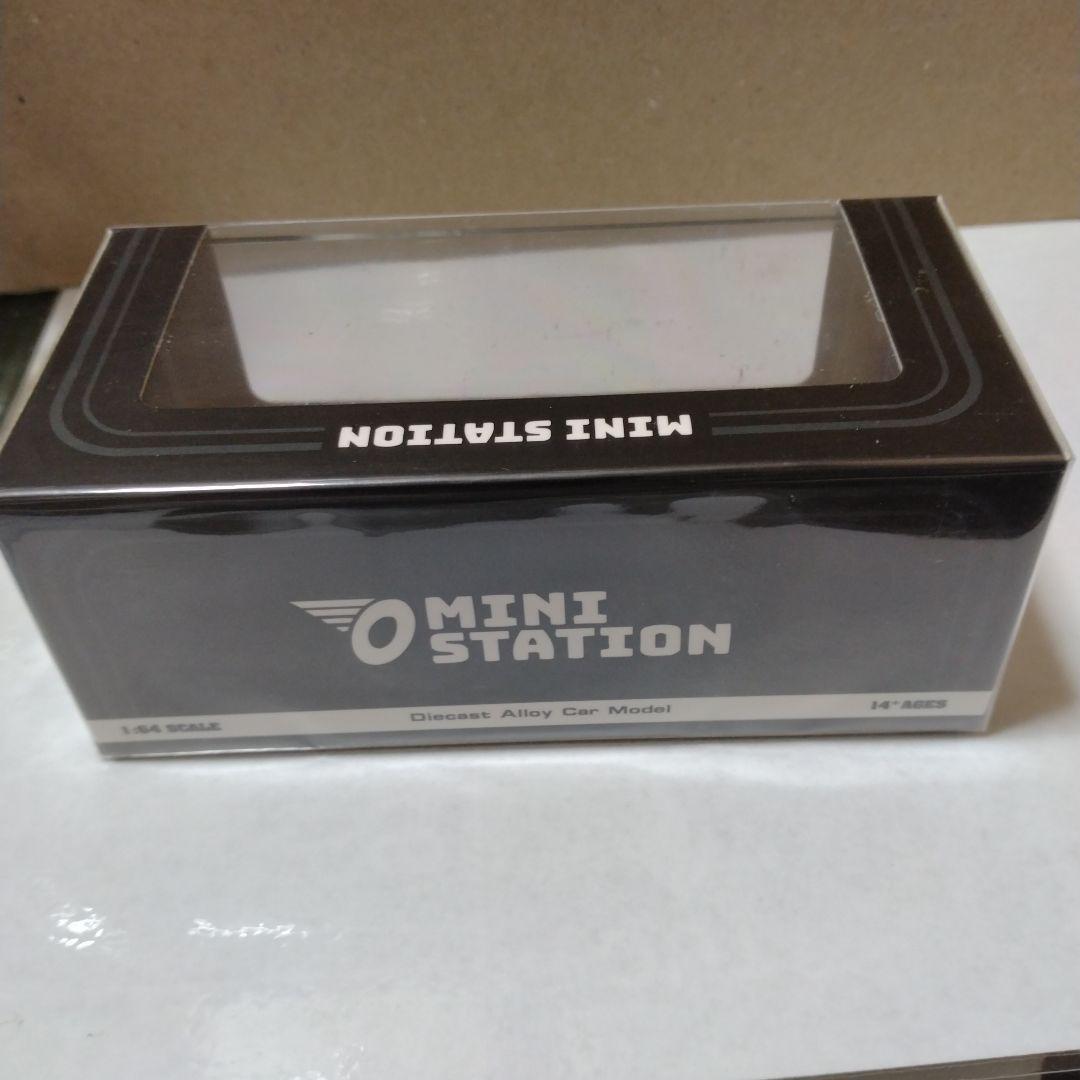 MINI STATION
MINI
STATION
1:64 SCALE
Diecast Alloy Car Model
14+ AGES